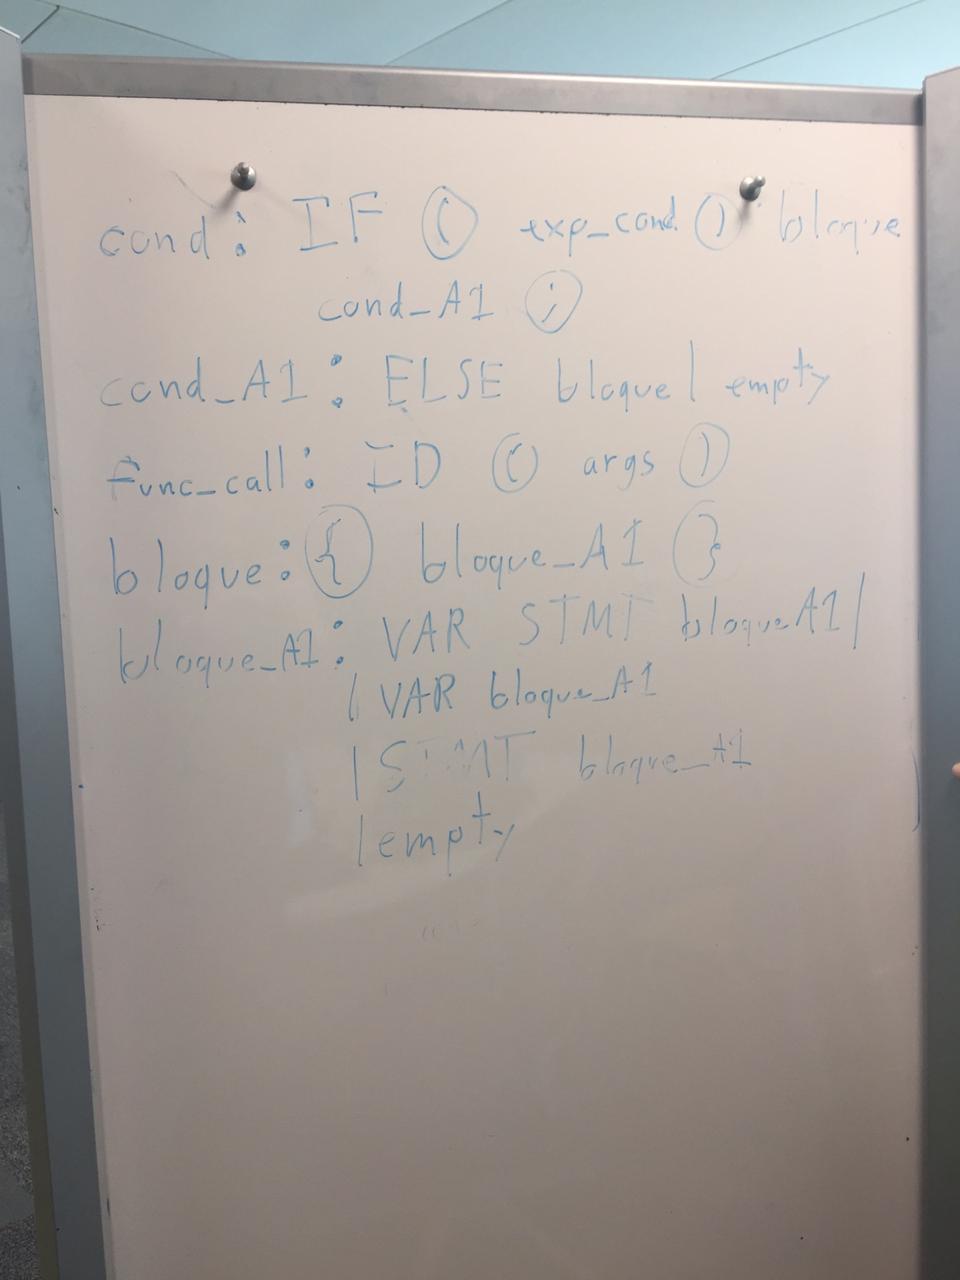 cond: IF ( exp_cond ) bloque
cond_A1 ;
cond_A1: ELSE bloque | empty
func_call: ID ( args )
bloque: { bloque_A1 }
bloque_A1: VAR STMT bloqueA1 |
| VAR bloque_A1
| STMT bloque_A1
| empty